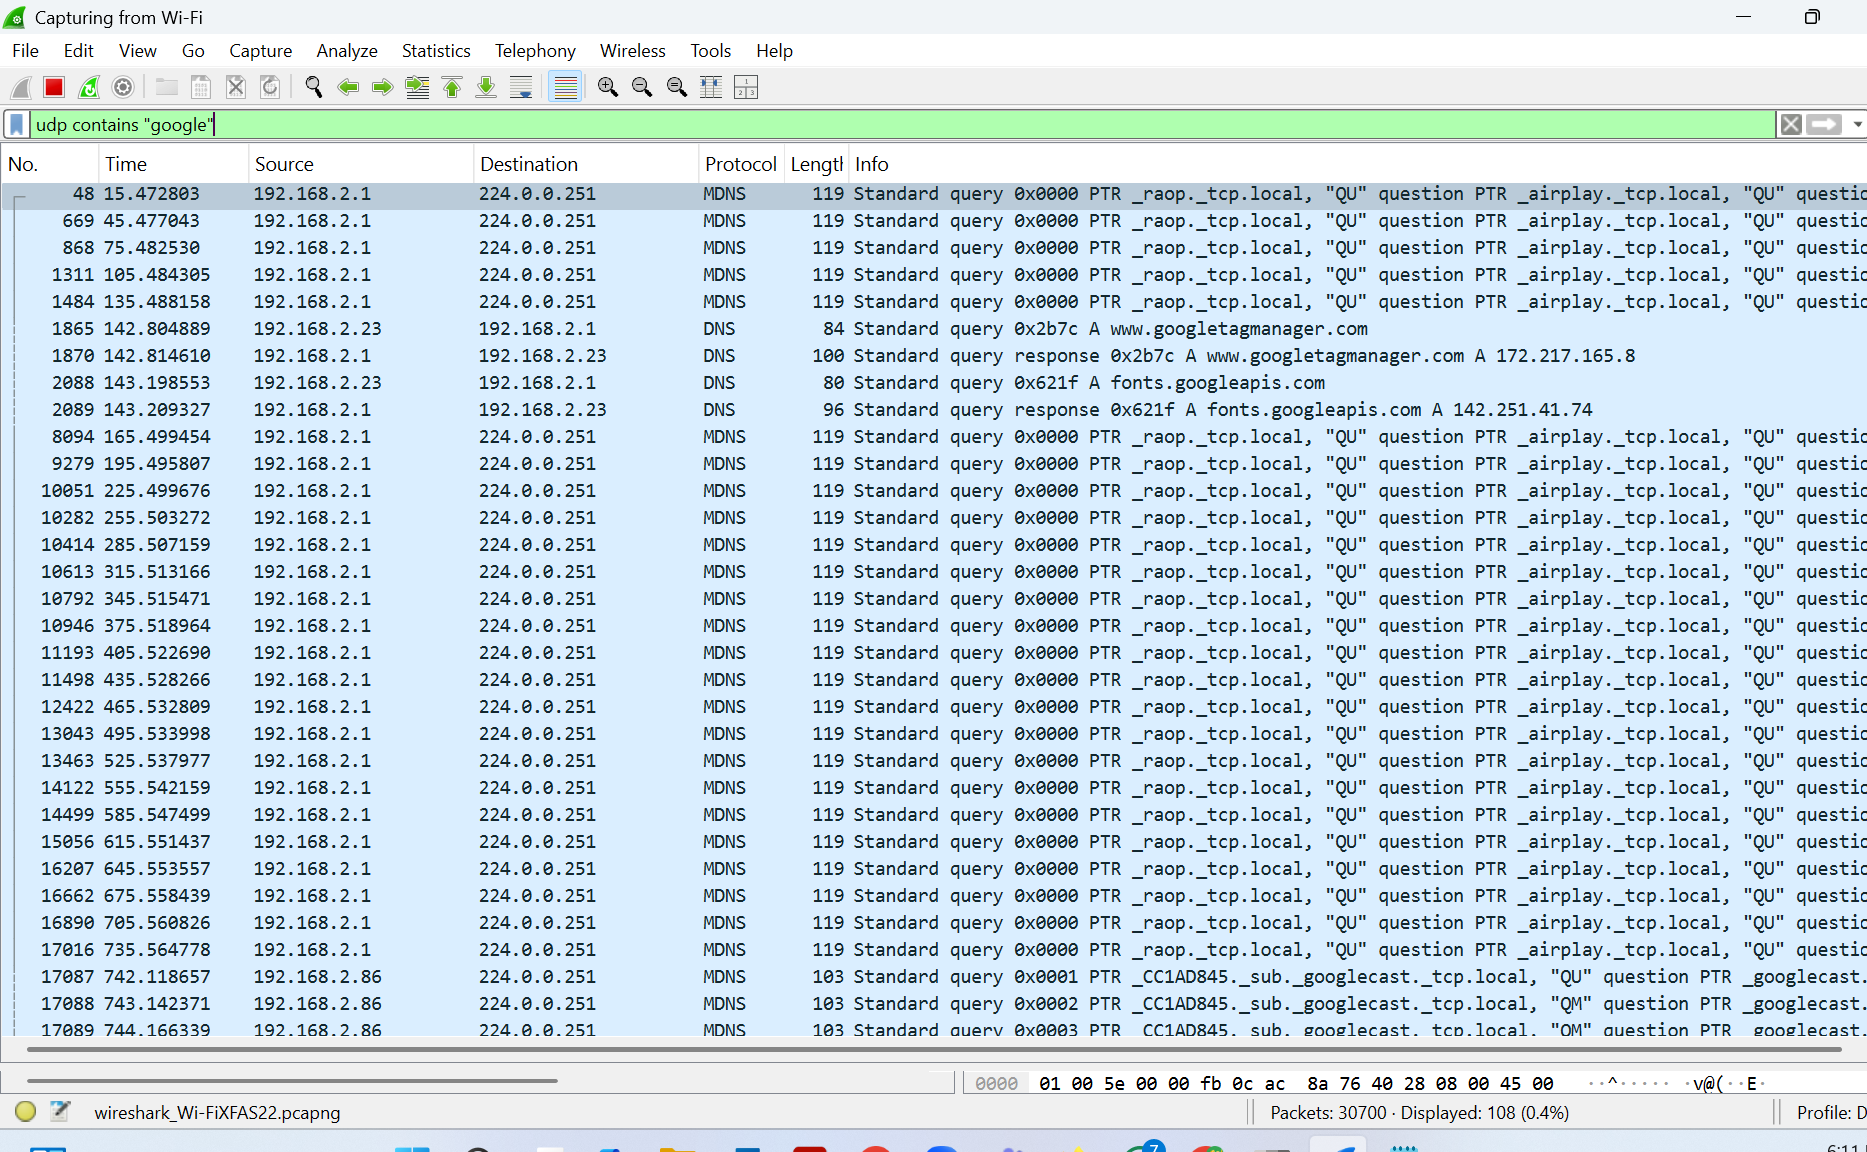 Capturing from Wi-Fi
File Edit View Go Capture Analyze Statistics Telephony Wireless Tools Help
udp contains "google"
No. Time Source Destination Protocol Length Info
48 15.472803 192.168.2.1 224.0.0.251 MDNS 119 Standard query 0x0000 PTR _raop._tcp.local, "QU" question PTR _airplay._tcp.local, "QU" questic
669 45.477043 192.168.2.1 224.0.0.251 MDNS 119 Standard query 0x0000 PTR _raop._tcp.local, "QU" question PTR _airplay._tcp.local, "QU" questic
868 75.482530 192.168.2.1 224.0.0.251 MDNS 119 Standard query 0x0000 PTR _raop._tcp.local, "QU" question PTR _airplay._tcp.local, "QU" questic
1311 105.484305 192.168.2.1 224.0.0.251 MDNS 119 Standard query 0x0000 PTR _raop._tcp.local, "QU" question PTR _airplay._tcp.local, "QU" questic
1484 135.488158 192.168.2.1 224.0.0.251 MDNS 119 Standard query 0x0000 PTR _raop._tcp.local, "QU" question PTR _airplay._tcp.local, "QU" questic
1865 142.804889 192.168.2.23 192.168.2.1 DNS 84 Standard query 0x2b7c A www.googletagmanager.com
1870 142.814610 192.168.2.1 192.168.2.23 DNS 100 Standard query response 0x2b7c A www.googletagmanager.com A 172.217.165.8
2088 143.198553 192.168.2.23 192.168.2.1 DNS 80 Standard query 0x621f A fonts.googleapis.com
2089 143.209327 192.168.2.1 192.168.2.23 DNS 96 Standard query response 0x621f A fonts.googleapis.com A 142.251.41.74
8094 165.499454 192.168.2.1 224.0.0.251 MDNS 119 Standard query 0x0000 PTR _raop._tcp.local, "QU" question PTR _airplay._tcp.local, "QU" questic
9279 195.495807 192.168.2.1 224.0.0.251 MDNS 119 Standard query 0x0000 PTR _raop._tcp.local, "QU" question PTR _airplay._tcp.local, "QU" questic
10051 225.499676 192.168.2.1 224.0.0.251 MDNS 119 Standard query 0x0000 PTR _raop._tcp.local, "QU" question PTR _airplay._tcp.local, "QU" questic
10282 255.503272 192.168.2.1 224.0.0.251 MDNS 119 Standard query 0x0000 PTR _raop._tcp.local, "QU" question PTR _airplay._tcp.local, "QU" questic
10414 285.507159 192.168.2.1 224.0.0.251 MDNS 119 Standard query 0x0000 PTR _raop._tcp.local, "QU" question PTR _airplay._tcp.local, "QU" questic
10613 315.513166 192.168.2.1 224.0.0.251 MDNS 119 Standard query 0x0000 PTR _raop._tcp.local, "QU" question PTR _airplay._tcp.local, "QU" questic
10792 345.515471 192.168.2.1 224.0.0.251 MDNS 119 Standard query 0x0000 PTR _raop._tcp.local, "QU" question PTR _airplay._tcp.local, "QU" questic
10946 375.518964 192.168.2.1 224.0.0.251 MDNS 119 Standard query 0x0000 PTR _raop._tcp.local, "QU" question PTR _airplay._tcp.local, "QU" questic
11193 405.522690 192.168.2.1 224.0.0.251 MDNS 119 Standard query 0x0000 PTR _raop._tcp.local, "QU" question PTR _airplay._tcp.local, "QU" questic
11498 435.528266 192.168.2.1 224.0.0.251 MDNS 119 Standard query 0x0000 PTR _raop._tcp.local, "QU" question PTR _airplay._tcp.local, "QU" questic
12422 465.532809 192.168.2.1 224.0.0.251 MDNS 119 Standard query 0x0000 PTR _raop._tcp.local, "QU" question PTR _airplay._tcp.local, "QU" questic
13043 495.533998 192.168.2.1 224.0.0.251 MDNS 119 Standard query 0x0000 PTR _raop._tcp.local, "QU" question PTR _airplay._tcp.local, "QU" questic
13463 525.537977 192.168.2.1 224.0.0.251 MDNS 119 Standard query 0x0000 PTR _raop._tcp.local, "QU" question PTR _airplay._tcp.local, "QU" questic
14122 555.542159 192.168.2.1 224.0.0.251 MDNS 119 Standard query 0x0000 PTR _raop._tcp.local, "QU" question PTR _airplay._tcp.local, "QU" questic
14499 585.547499 192.168.2.1 224.0.0.251 MDNS 119 Standard query 0x0000 PTR _raop._tcp.local, "QU" question PTR _airplay._tcp.local, "QU" questic
15056 615.551437 192.168.2.1 224.0.0.251 MDNS 119 Standard query 0x0000 PTR _raop._tcp.local, "QU" question PTR _airplay._tcp.local, "QU" questic
16207 645.553557 192.168.2.1 224.0.0.251 MDNS 119 Standard query 0x0000 PTR _raop._tcp.local, "QU" question PTR _airplay._tcp.local, "QU" questic
16662 675.558439 192.168.2.1 224.0.0.251 MDNS 119 Standard query 0x0000 PTR _raop._tcp.local, "QU" question PTR _airplay._tcp.local, "QU" questic
16890 705.560826 192.168.2.1 224.0.0.251 MDNS 119 Standard query 0x0000 PTR _raop._tcp.local, "QU" question PTR _airplay._tcp.local, "QU" questic
17016 735.564778 192.168.2.1 224.0.0.251 MDNS 119 Standard query 0x0000 PTR _raop._tcp.local, "QU" question PTR _airplay._tcp.local, "QU" questic
17087 742.118657 192.168.2.86 224.0.0.251 MDNS 103 Standard query 0x0001 PTR _CC1AD845._sub._googlecast._tcp.local, "QU" question PTR _googlecast.
17088 743.142371 192.168.2.86 224.0.0.251 MDNS 103 Standard query 0x0002 PTR _CC1AD845._sub._googlecast._tcp.local, "QM" question PTR _googlecast.
17089 744.166339 192.168.2.86 224.0.0.251 MDNS 103 Standard query 0x0003 PTR _CC1AD845._sub._googlecast._tcp.local, "QM" question PTR _googlecast.
0000 01 00 5e 00 00 fb 0c ac 8a 76 40 28 08 00 45 00 ··^····· ·v@(··E·
wireshark_Wi-FiXFAS22.pcapng Packets: 30700 · Displayed: 108 (0.4%) Profile: D
7